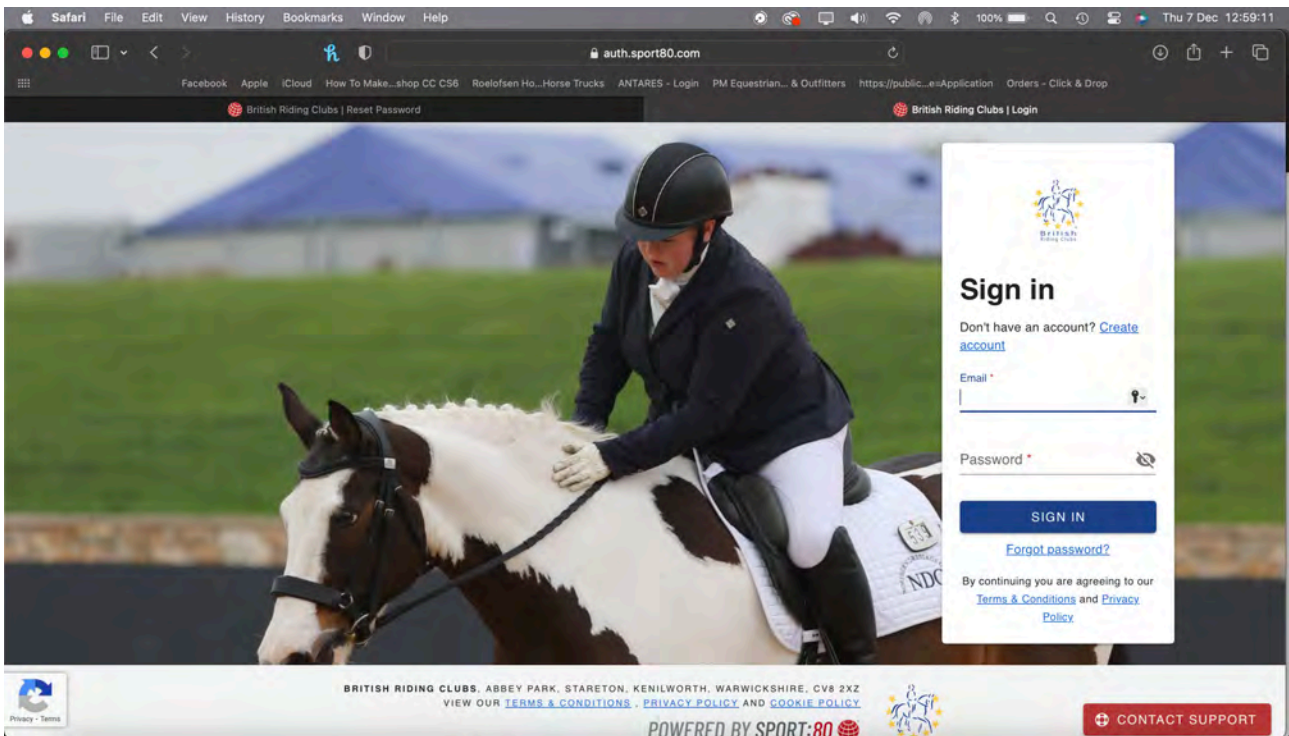 Safari File Edit View History Bookmarks Window Help 100% Thu 7 Dec 12:59:11
auth.sport80.com
Facebook Apple iCloud How To Make...shop CC CS6 Roelofsen Ho...Horse Trucks ANTARES - Login PM Equestrian... & Outfitters https://public...e=Application Orders - Click & Drop
British Riding Clubs | Reset Password British Riding Clubs | Login
British
Riding Clubs
Sign in
Don't have an account? Create
account
Email *
Password *
SIGN IN
Forgot password?
By continuing you are agreeing to our
Terms & Conditions and Privacy
Policy
NDC
BRITISH RIDING CLUBS, ABBEY PARK, STARETON, KENILWORTH, WARWICKSHIRE, CV8 2XZ
VIEW OUR TERMS & CONDITIONS , PRIVACY POLICY AND COOKIE POLICY
POWERED BY SPORT:80
Privacy - Terms
CONTACT SUPPORT